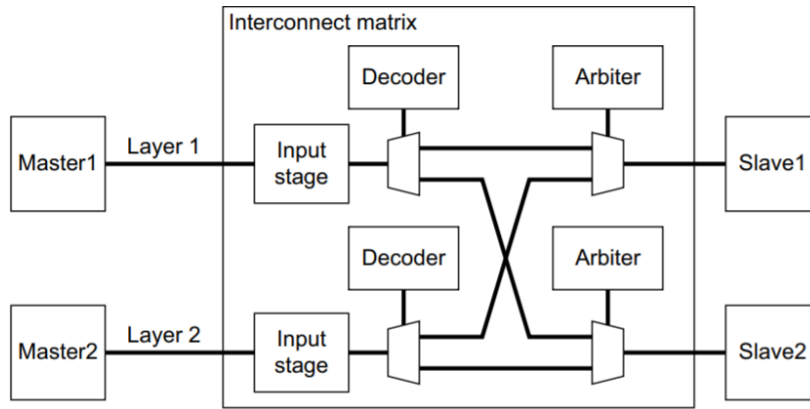 Interconnect matrix
Decoder
Arbiter
Master1
Layer 1
Input
stage
Slave1
Decoder
Arbiter
Master2
Layer 2
Input
stage
Slave2